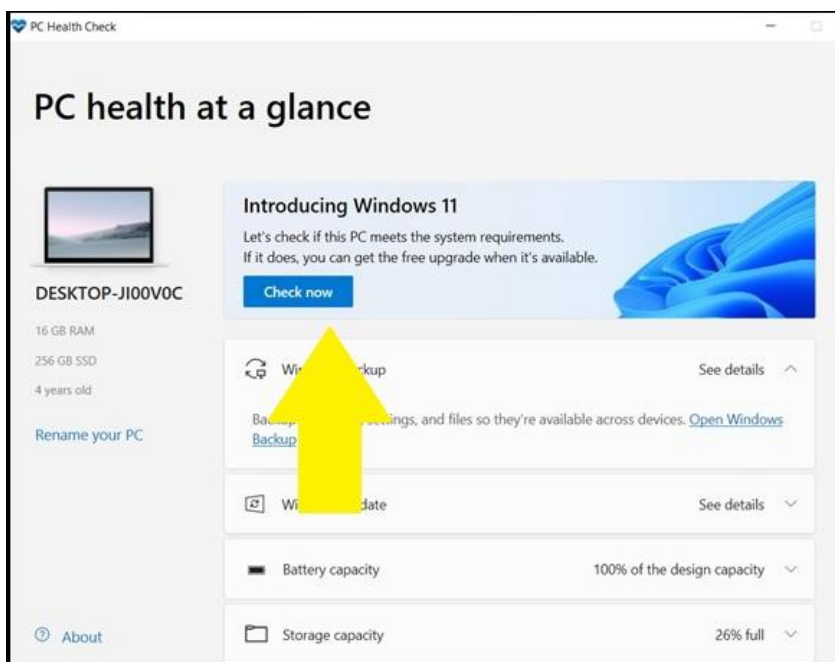 PC Health Check
PC health at a glance
DESKTOP-JI00V0C
16 GB RAM
256 GB SSD
4 years old
Rename your PC
About
Introducing Windows 11
Let's check if this PC meets the system requirements.
If it does, you can get the free upgrade when it's available.
Check now
See details
and files so they're available across devices. Open Windows
Backup
See details
Battery capacity 100% of the design capacity
Storage capacity 26% full